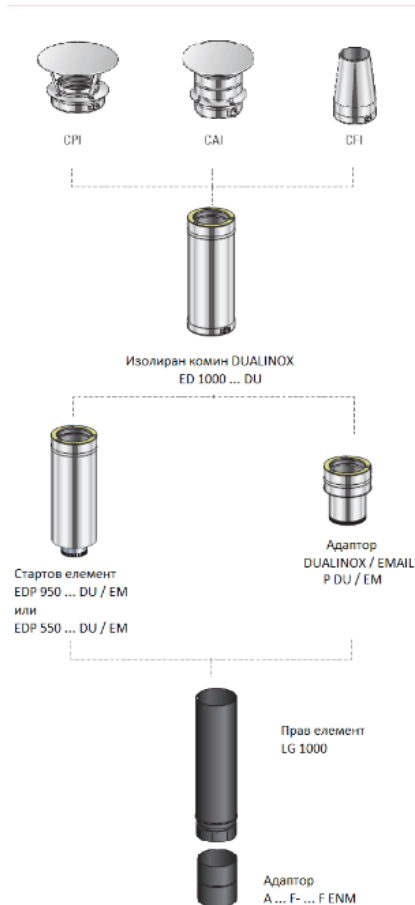 CPI
CAI
CFI
Изолиран комин DUALINOX
ED 1000 ... DU
Стартов елемент
EDP 950 ... DU / EM
или
EDP 550 ... DU / EM
Адаптор
DUALINOX / EMAIL
P DU / EM
Прав елемент
LG 1000
Адаптор
A ... F- ... F ENM